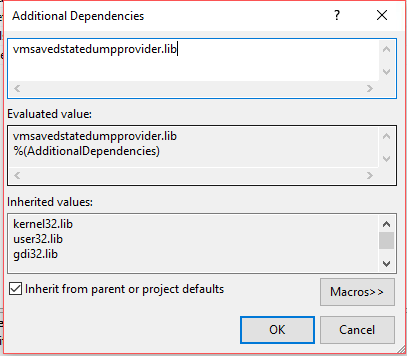 Additional Dependencies
vmsavedstatedumpprovider.lib
Evaluated value:
vmsavedstatedumpprovider.lib
%(AdditionalDependencies)
Inherited values:
kernel32.lib
user32.lib
gdi32.lib
Inherit from parent or project defaults
Macros>>
OK
Cancel